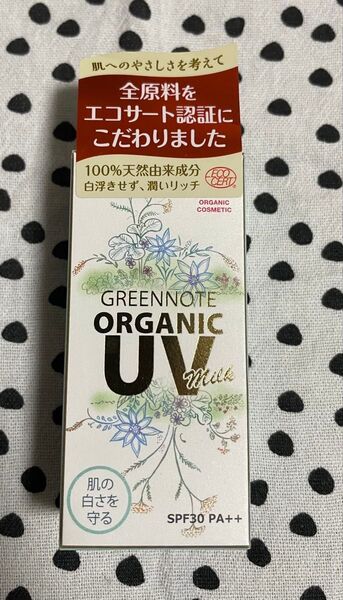 肌へのやさしさを考えて
全原料を
エコサート認証に
こだわりました
100%天然由来成分
白浮きせず、潤いリッチ
ECO
CERT
ORGANIC
COSMETIC
GREENNOTE
ORGANIC
UV
Milk
肌の
白さを
守る
SPF30 PA++